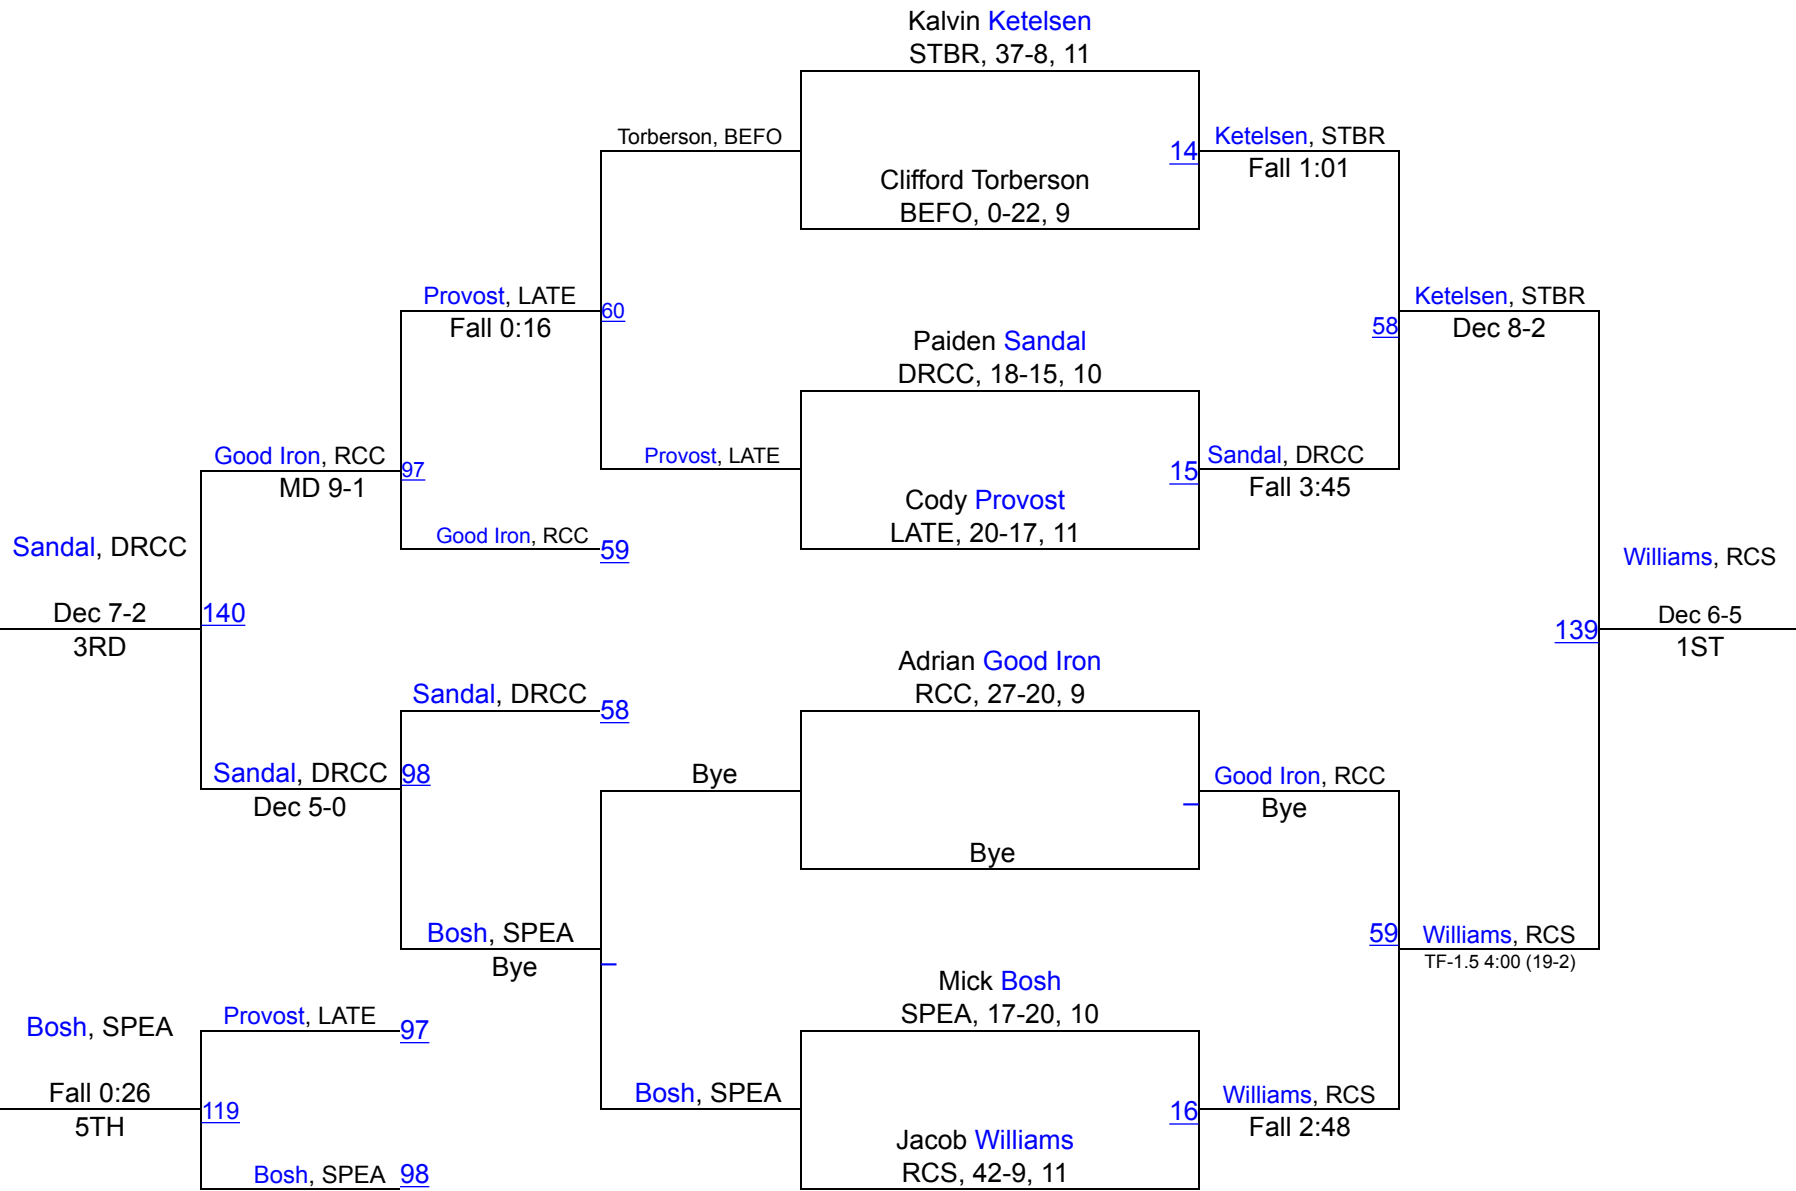 Kalvin Ketelsen
STBR, 37-8, 11
Torberson, BEFO
14
Ketelsen, STBR
Fall 1:01
Clifford Torberson
BEFO, 0-22, 9
Provost, LATE
Fall 0:16
60
Ketelsen, STBR
Dec 8-2
58
Paiden Sandal
DRCC, 18-15, 10
Good Iron, RCC
MD 9-1
97
Provost, LATE
15
Sandal, DRCC
Fall 3:45
Cody Provost
LATE, 20-17, 11
Good Iron, RCC
59
Sandal, DRCC
Dec 7-2
3RD
140
Williams, RCS
Dec 6-5
1ST
139
Adrian Good Iron
RCC, 27-20, 9
Sandal, DRCC
58
Sandal, DRCC
Dec 5-0
98
Bye
Good Iron, RCC
Bye
Bye
Bosh, SPEA
Bye
59
Williams, RCS
TF-1.5 4:00 (19-2)
Mick Bosh
SPEA, 17-20, 10
Provost, LATE
97
Bosh, SPEA
Fall 0:26
5TH
119
Bosh, SPEA
16
Williams, RCS
Fall 2:48
Jacob Williams
RCS, 42-9, 11
Bosh, SPEA
98